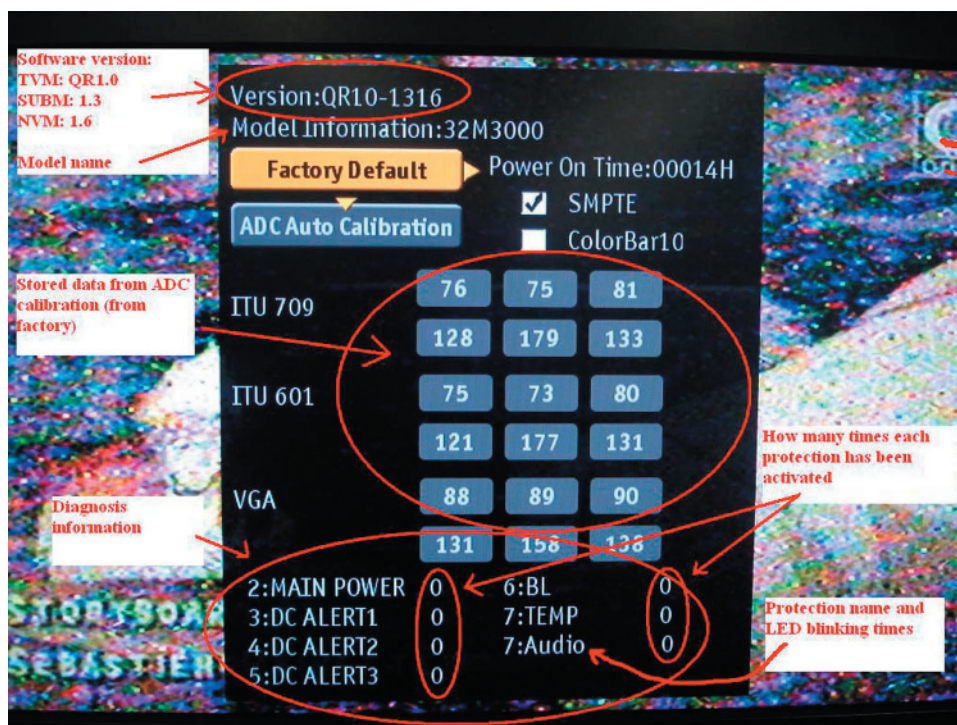 Software version:
TVM: QR1.0
SUBM: 1.3
NVM: 1.6
Model name
Version:QR10-1316
Model Information:32M3000
Factory Default
Power On Time:00014H
SMPTE
ADC Auto Calibration
ColorBar10
Stored data from ADC
calibration (from
factory)
ITU 709
76 75 81
128 179 133
ITU 601
75 73 80
121 177 131
How many times each
protection has been
activated
VGA
88 89 90
131 158 138
Diagnosis
information
2:MAIN POWER 0
3:DC ALERT1 0
4:DC ALERT2 0
5:DC ALERT3 0
6:BL 0
7:TEMP 0
7:Audio 0
Protection name and
LED blinking times
STORYBOA
SEBASTIEN